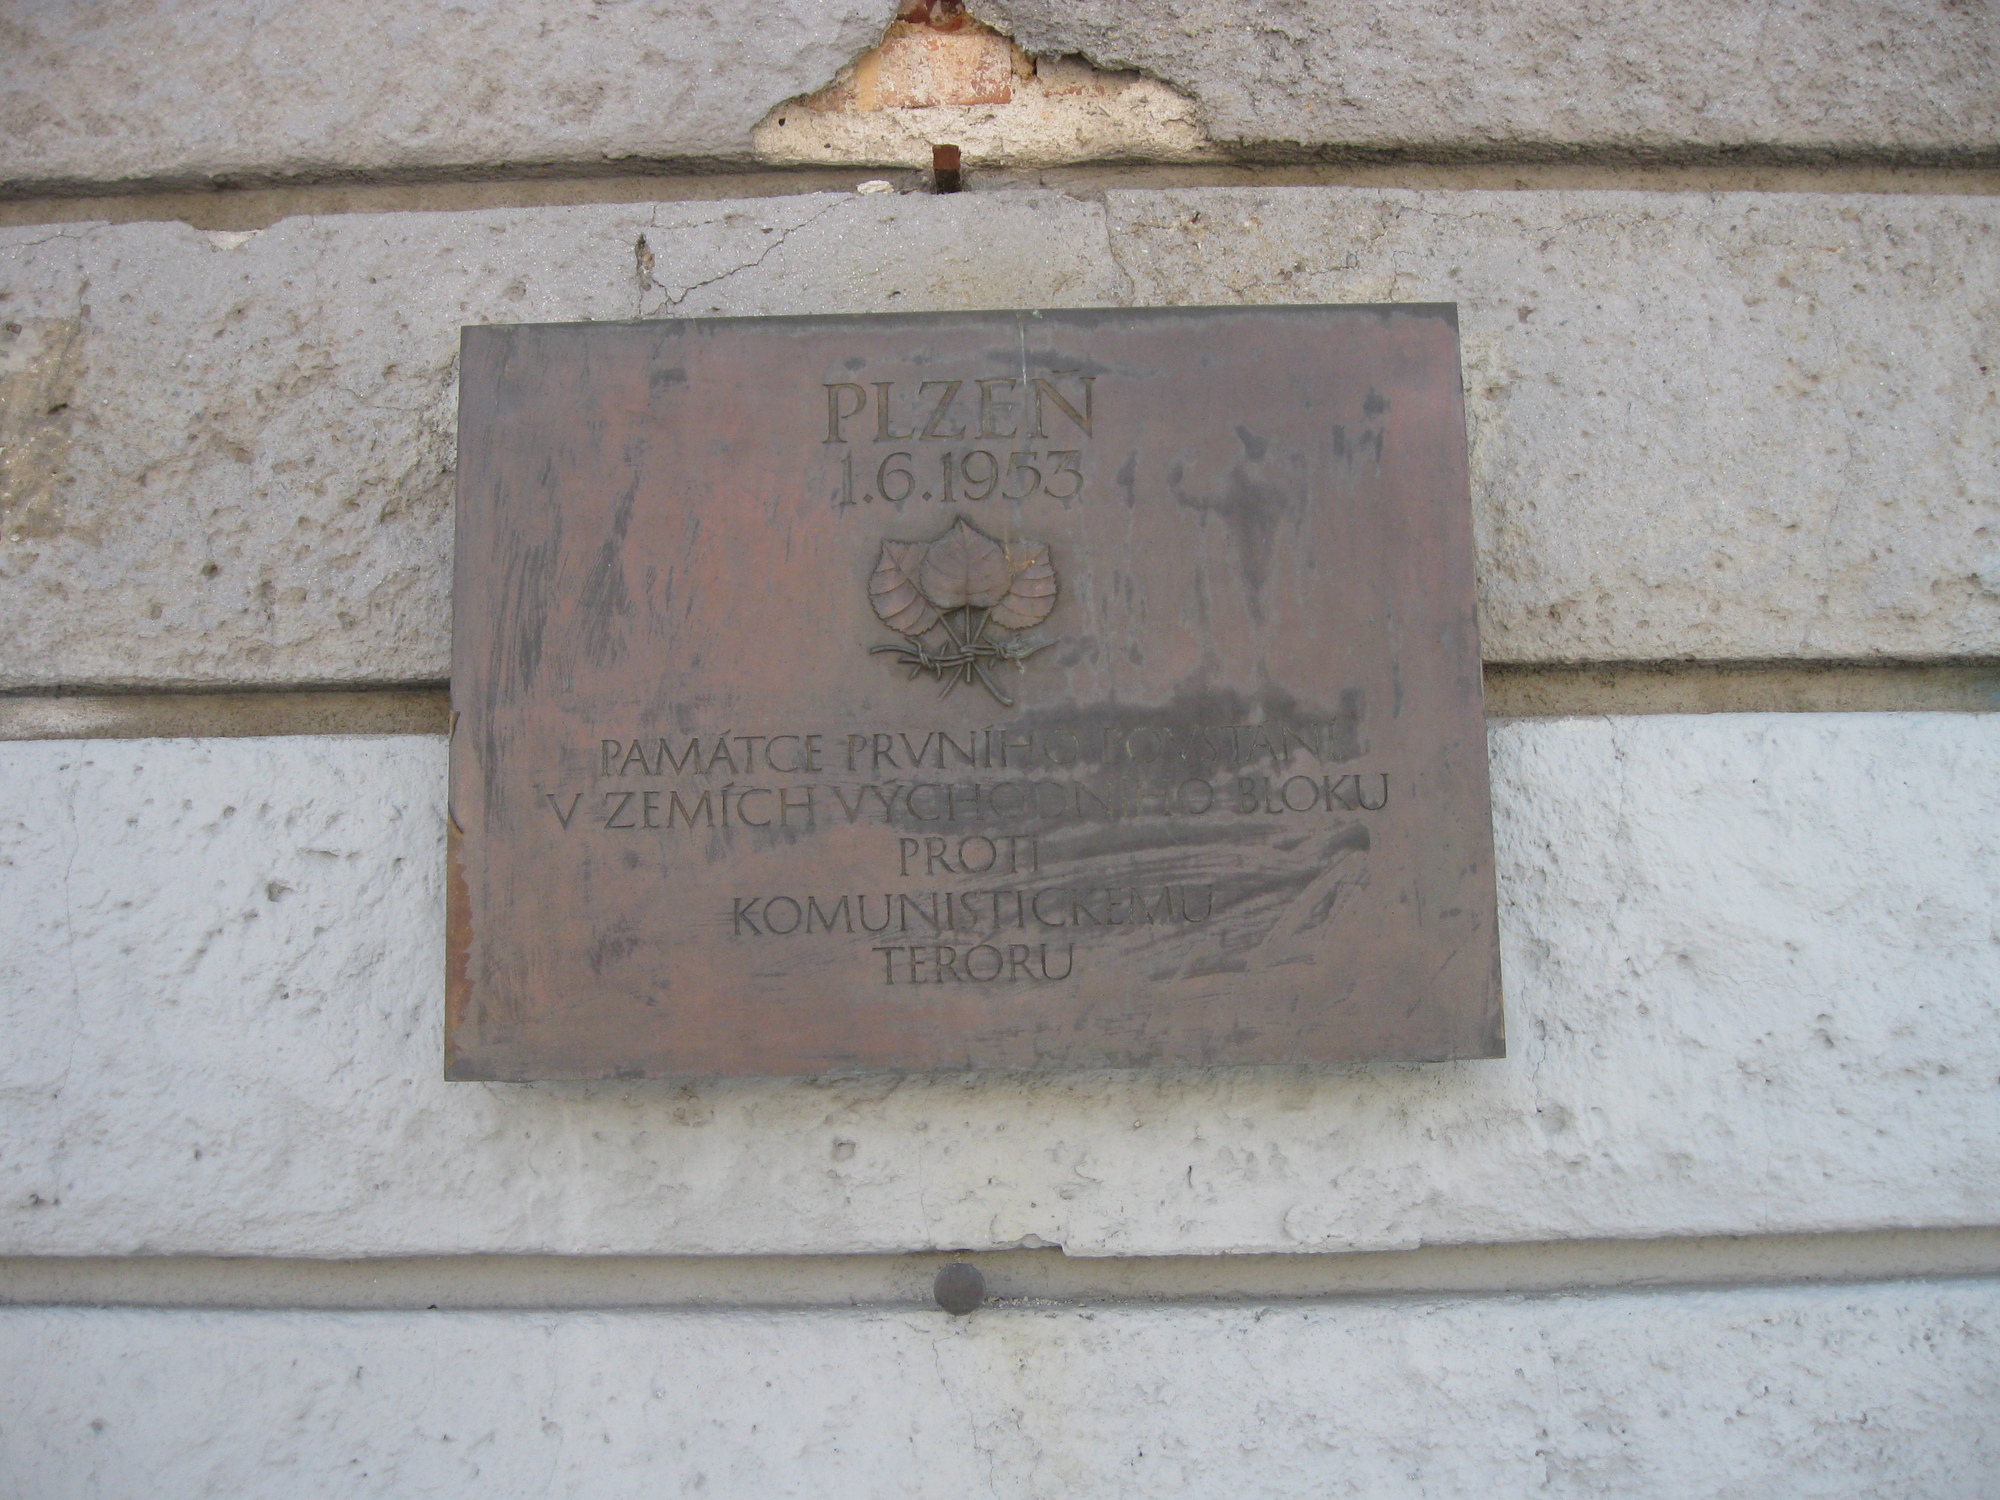 PLZEŇ
1.6.1953
PAMÁTCE PRVNÍHO POVSTÁNÍ
V ZEMÍCH VÝCHODNÍHO BLOKU
PROTI
KOMUNISTICKÉMU
TERORU